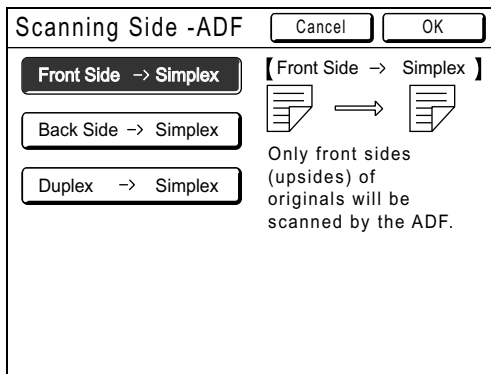 Scanning Side -ADF
Cancel
OK
Front Side -> Simplex
Back Side -> Simplex
Duplex -> Simplex
【Front Side -> Simplex】
Only front sides
(upsides) of
originals will be
scanned by the ADF.